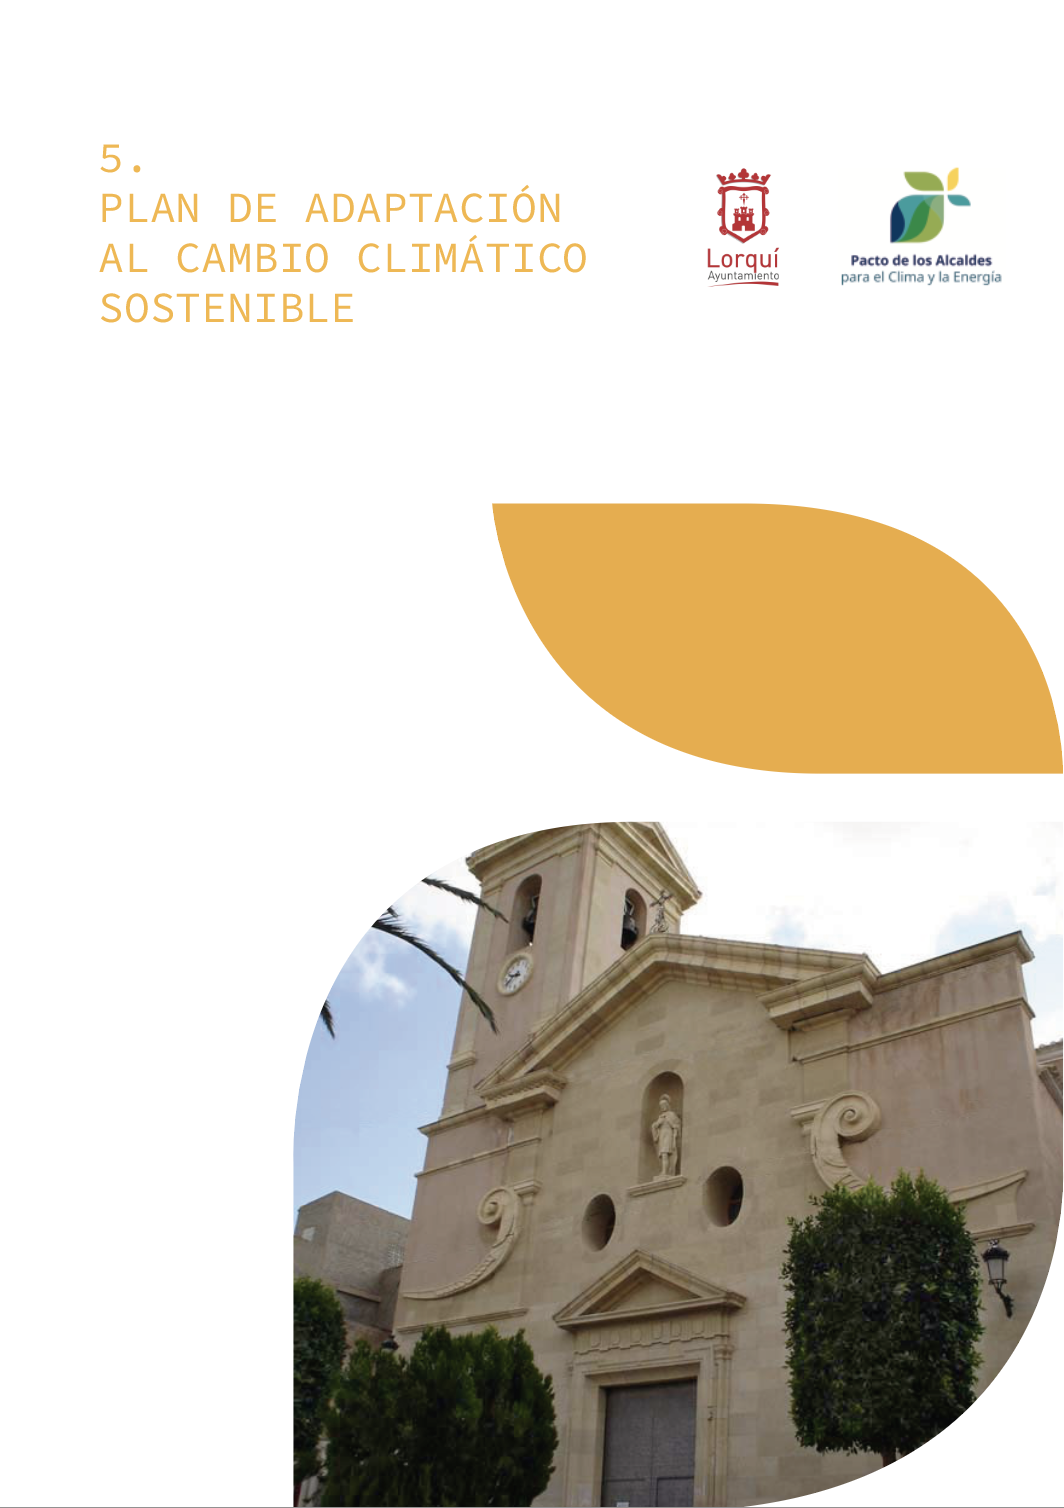 5.
PLAN DE ADAPTACIÓN
AL CAMBIO CLIMÁTICO
SOSTENIBLE
Lorquí
Ayuntamiento
Pacto de los Alcaldes
para el Clima y la Energía